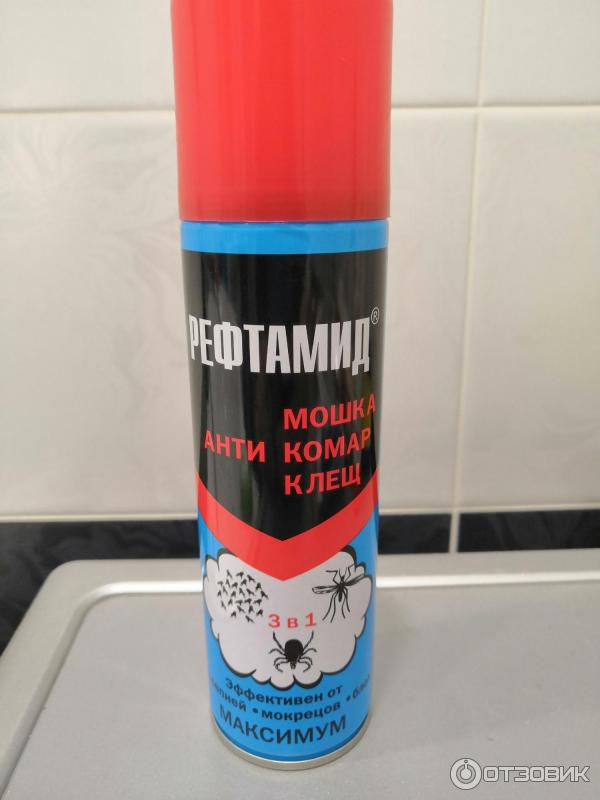 РЕФТАМИД®
МОШКА
АНТИ КОМАР
КЛЕЩ
3 в 1
Эффективен от
• мокрецов •
МАКСИМУМ
ОТЗОВИК